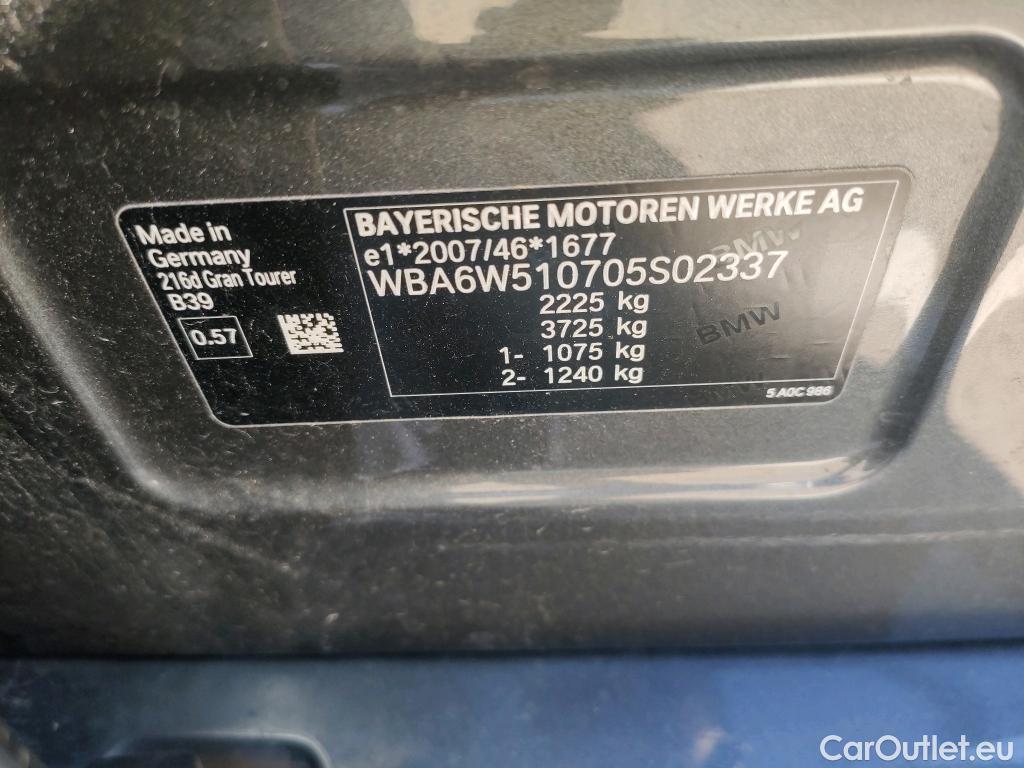 Made in
Germany
216d Gran Tourer
B39
0.57
BAYERISCHE MOTOREN WERKE AG
e1*2007/46*1677
WBA6W510705S02337
2225 kg
3725 kg
1- 1075 kg
2- 1240 kg
BMW
BMW
5 A0C 986
CarOutlet.eu